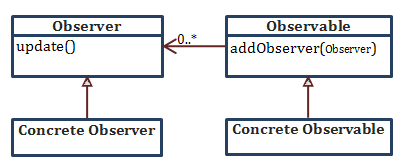 Observer
update()
0..*
Observable
addObserver(Observer)
Concrete Observer
Concrete Observable